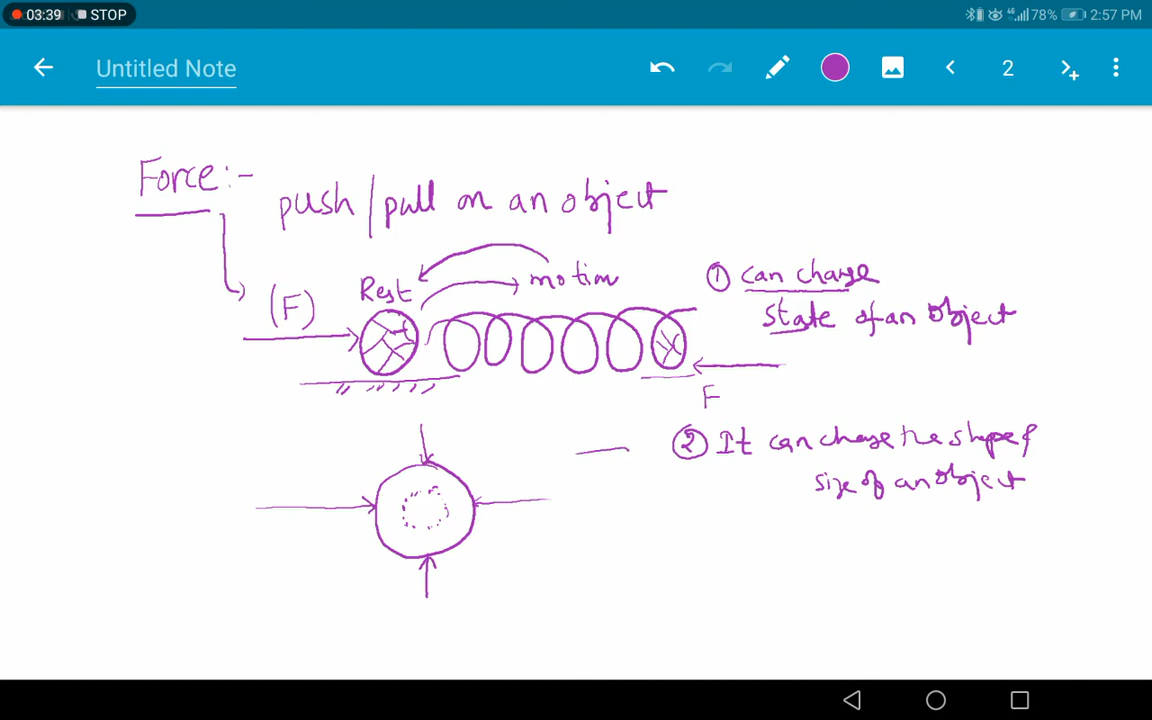 03:39 STOP
4G 78% 2:57 PM
Untitled Note
2
Force:-
push/pull on an object
Rest
motion
(F)
① can change
state of an object
F
② It can change the shape &
size of an object